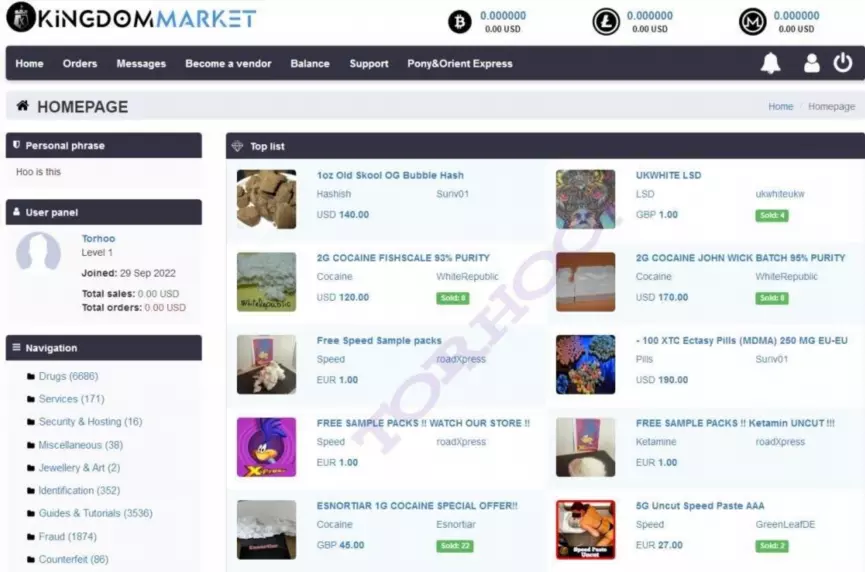 KiNGDOMMARKET
0.000000
0.00 USD
0.000000
0.00 USD
0.000000
0.00 USD
Home Orders Messages Become a vendor Balance Support Pony&Orient Express
HOMEPAGE
Home / Homepage
Personal phrase
Hoo is this
User panel
Torhoo
Level 1
Joined: 29 Sep 2022
Total sales: 0.00 USD
Total orders: 0.00 USD
Navigation
Drugs (6686)
Services (171)
Security & Hosting (16)
Miscellaneous (38)
Jewellery & Art (2)
Identification (352)
Guides & Tutorials (3536)
Fraud (1874)
Counterfeit (86)
Top list
1oz Old Skool OG Bubble Hash
Hashish Suriv01
USD 140.00
UKWHITE LSD
LSD ukwhiteukw
GBP 1.00 Sold: 4
2G COCAINE FISHSCALE 93% PURITY
Cocaine WhiteRepublic
USD 120.00 Sold: 8
WhiteRepublic
2G COCAINE JOHN WICK BATCH 95% PURITY
Cocaine WhiteRepublic
USD 170.00 Sold: 8
Free Speed Sample packs
Speed roadXpress
EUR 1.00
- 100 XTC Ectasy Pills (MDMA) 250 MG EU-EU
Pills Suriv01
USD 190.00
FREE SAMPLE PACKS !! WATCH OUR STORE !!
Speed roadXpress
EUR 1.00
FREE SAMPLE PACKS !! Ketamin UNCUT !!!
Ketamine roadXpress
EUR 1.00
ESNORTIAR 1G COCAINE SPECIAL OFFER!!
Cocaine Esnortiar
GBP 45.00 Sold: 22
Esnortiar
5G Uncut Speed Paste AAA
Speed GreenLeafDE
EUR 27.00 Sold: 2
Speed Paste
Uncut
TORHOO